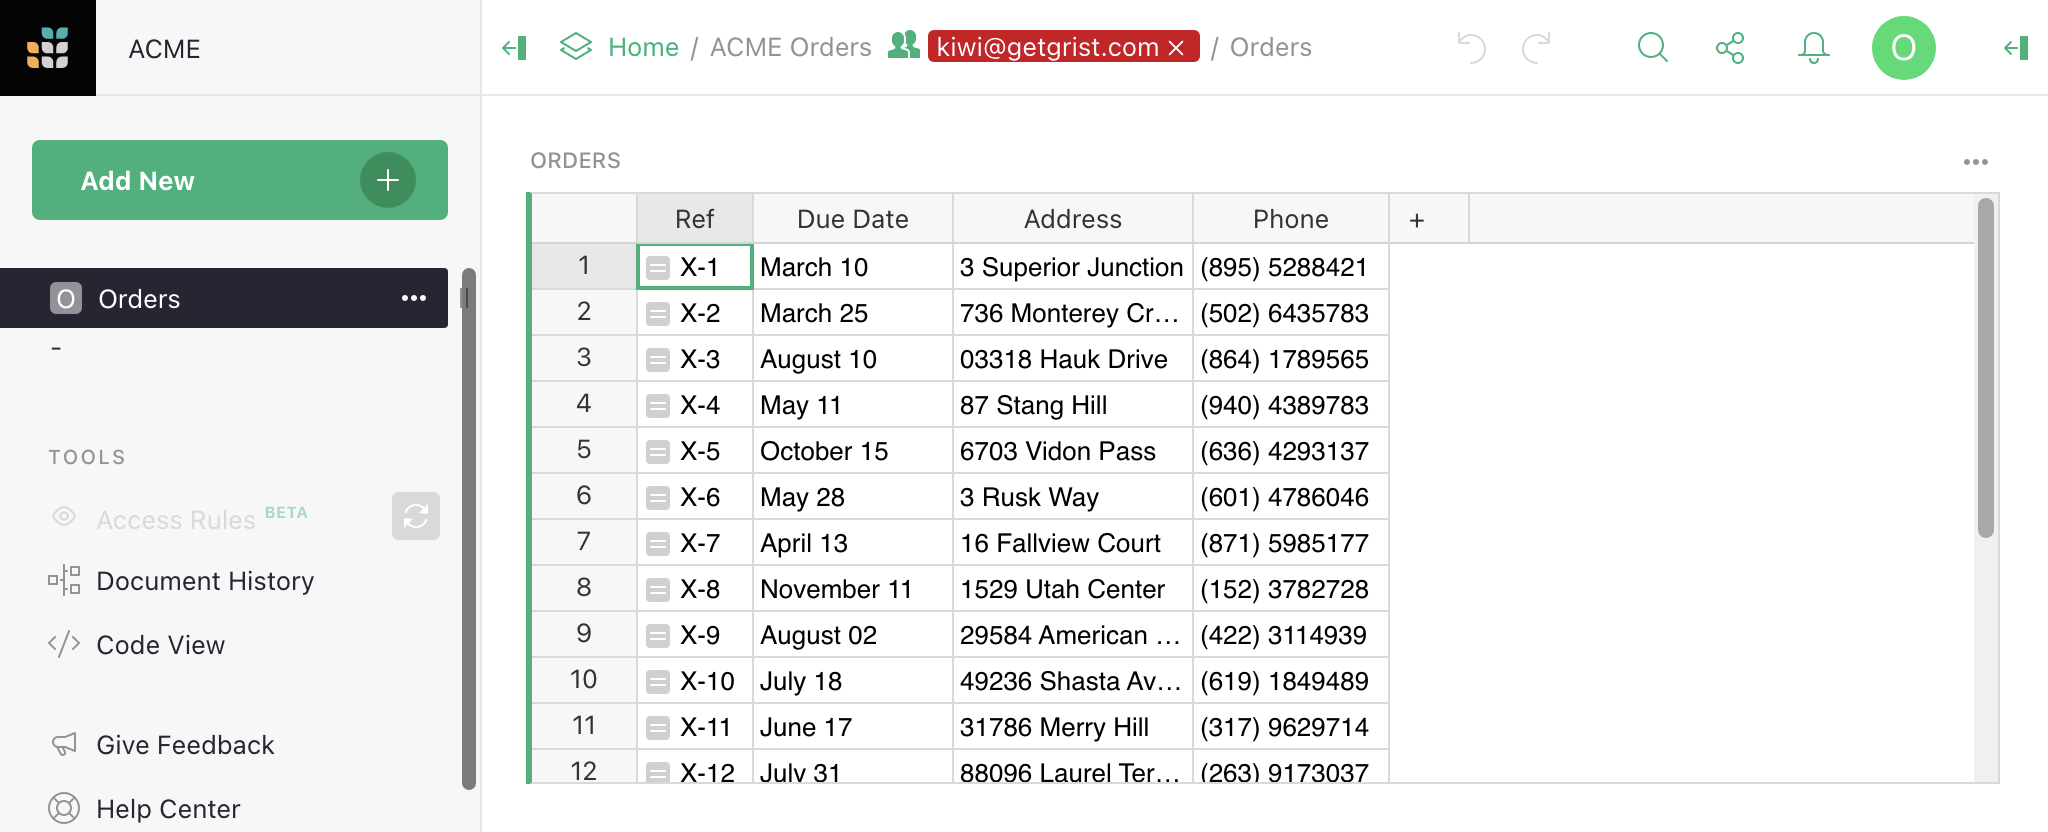 ACME
Home / ACME Orders kiwi@getgrist.com × / Orders
O
Add New +
O Orders •••
-
TOOLS
Access Rules BETA
Document History
Code View
Give Feedback
Help Center
ORDERS
Ref Due Date Address Phone +
1 X-1 March 10 3 Superior Junction (895) 5288421
2 X-2 March 25 736 Monterey Cr… (502) 6435783
3 X-3 August 10 03318 Hauk Drive (864) 1789565
4 X-4 May 11 87 Stang Hill (940) 4389783
5 X-5 October 15 6703 Vidon Pass (636) 4293137
6 X-6 May 28 3 Rusk Way (601) 4786046
7 X-7 April 13 16 Fallview Court (871) 5985177
8 X-8 November 11 1529 Utah Center (152) 3782728
9 X-9 August 02 29584 American … (422) 3114939
10 X-10 July 18 49236 Shasta Av… (619) 1849489
11 X-11 June 17 31786 Merry Hill (317) 9629714
12 X-12 July 31 88096 Laurel Ter… (263) 9173037